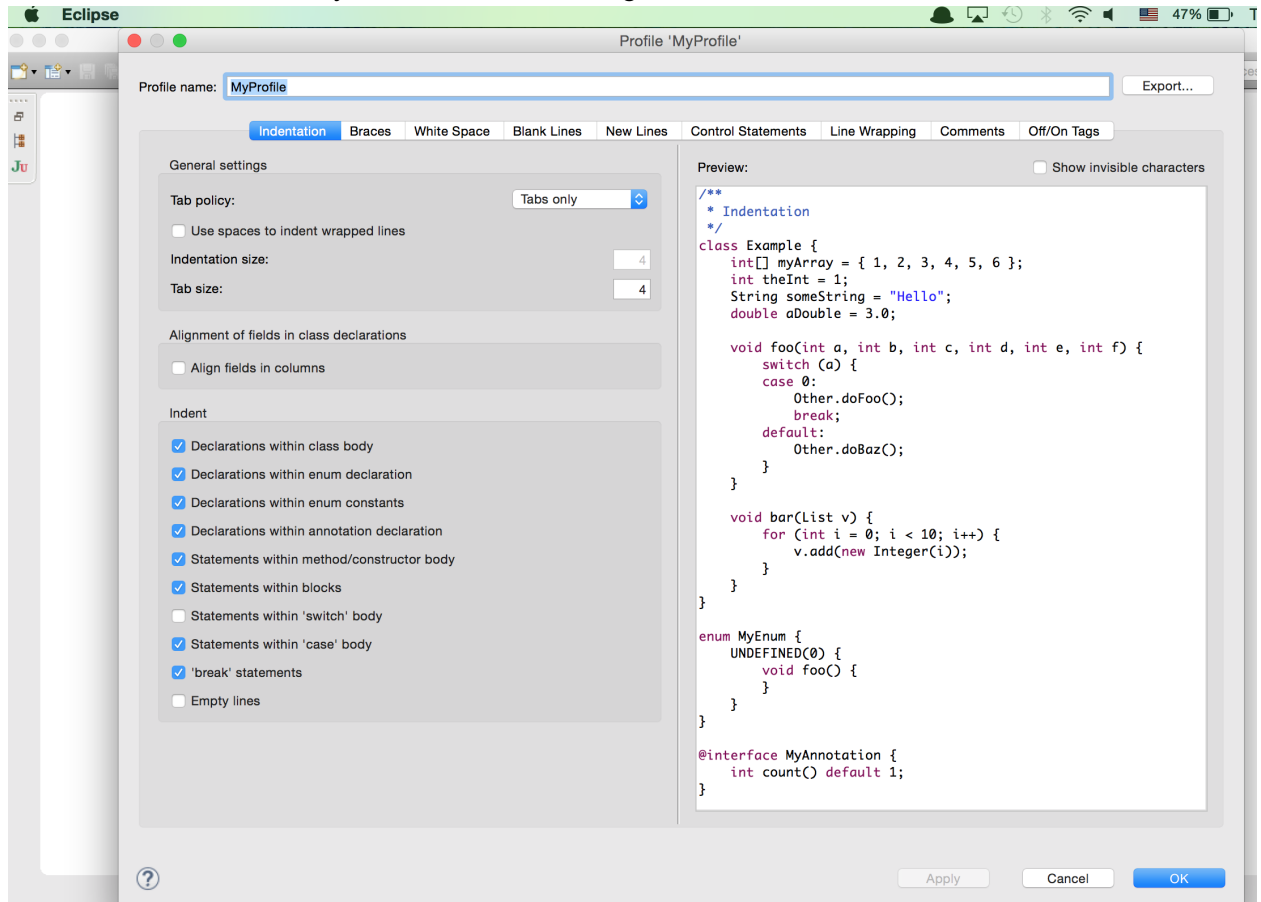 Eclipse
47%
Profile 'MyProfile'
Profile name: MyProfile
Export...
Indentation Braces White Space Blank Lines New Lines Control Statements Line Wrapping Comments Off/On Tags
General settings
Tab policy: Tabs only
Use spaces to indent wrapped lines
Indentation size: 4
Tab size: 4
Alignment of fields in class declarations
Align fields in columns
Indent
Declarations within class body
Declarations within enum declaration
Declarations within enum constants
Declarations within annotation declaration
Statements within method/constructor body
Statements within blocks
Statements within 'switch' body
Statements within 'case' body
'break' statements
Empty lines
Preview:
Show invisible characters
/**
 * Indentation
 */
class Example {
    int[] myArray = { 1, 2, 3, 4, 5, 6 };
    int theInt = 1;
    String someString = "Hello";
    double aDouble = 3.0;

    void foo(int a, int b, int c, int d, int e, int f) {
        switch (a) {
        case 0:
            Other.doFoo();
            break;
        default:
            Other.doBaz();
        }
    }

    void bar(List v) {
        for (int i = 0; i < 10; i++) {
            v.add(new Integer(i));
        }
    }
}

enum MyEnum {
    UNDEFINED(0) {
        void foo() {
        }
    }
}

@interface MyAnnotation {
    int count() default 1;
}
?
Apply
Cancel
OK
Ju